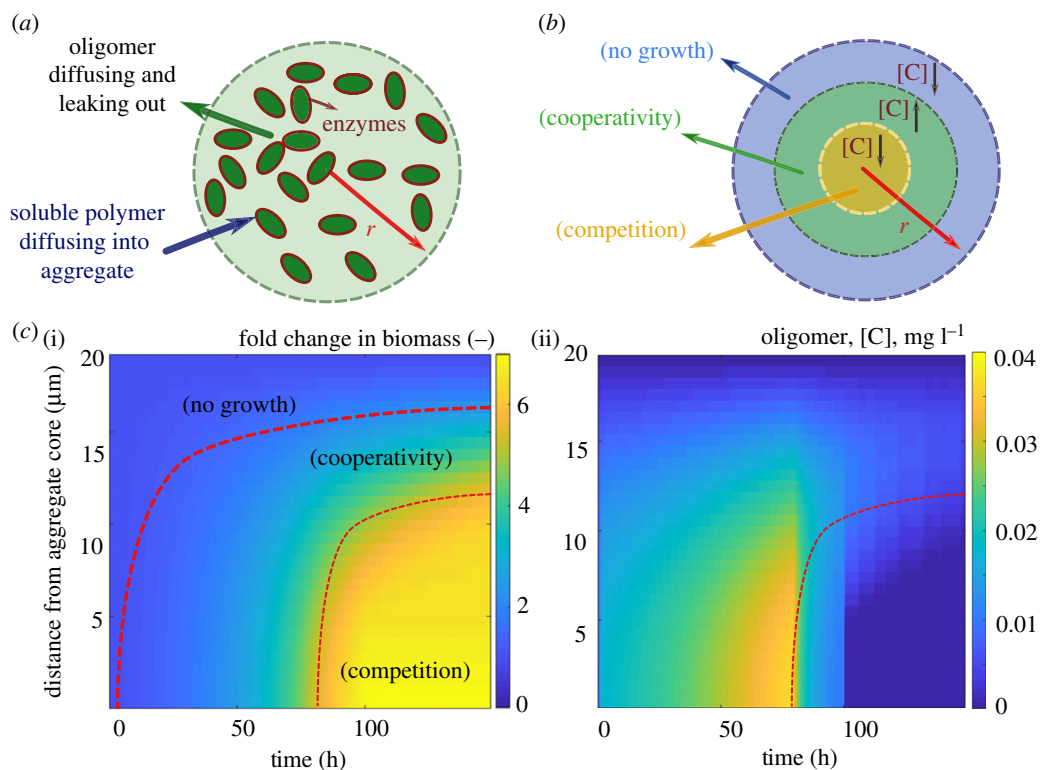 (a)
oligomer
diffusing and
leaking out
enzymes
soluble polymer
diffusing into
aggregate
r
(b)
(no growth)
(cooperativity)
(competition)
[C]
[C]
[C]
r
(c) (i)
fold change in biomass (–)
20
15
10
5
distance from aggregate core (µm)
(no growth)
(cooperativity)
(competition)
0 50 100
time (h)
6
4
2
0
(ii)
oligomer, [C], mg l⁻¹
20
15
10
5
0 50 100
time (h)
0.04
0.03
0.02
0.01
0